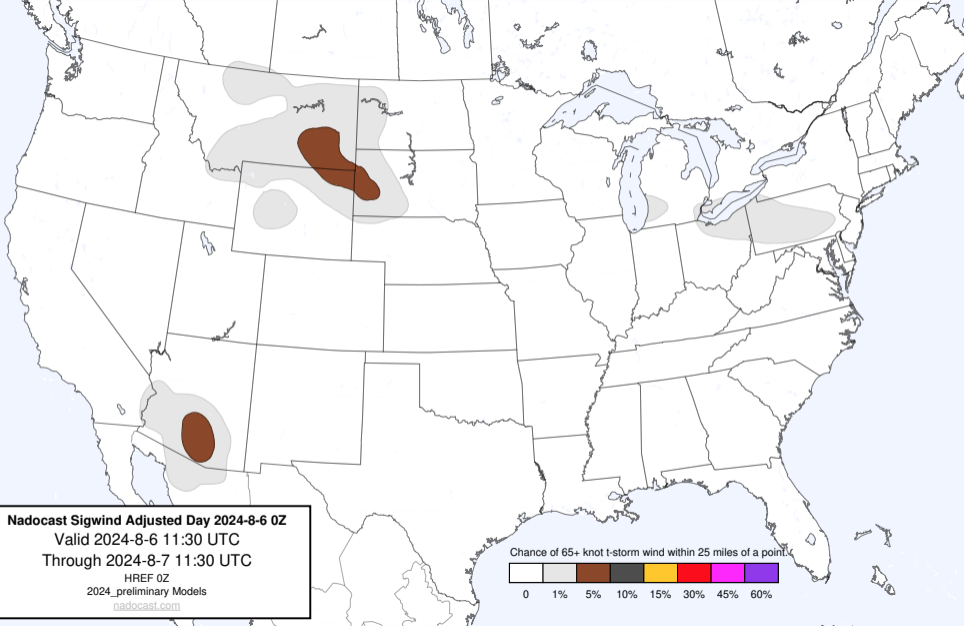 Nadocast Sigwind Adjusted Day 2024-8-6 0Z
Valid 2024-8-6 11:30 UTC
Through 2024-8-7 11:30 UTC
HREF 0Z
2024_preliminary Models
nadocast.com
Chance of 65+ knot t-storm wind within 25 miles of a point.
0 1% 5% 10% 15% 30% 45% 60%